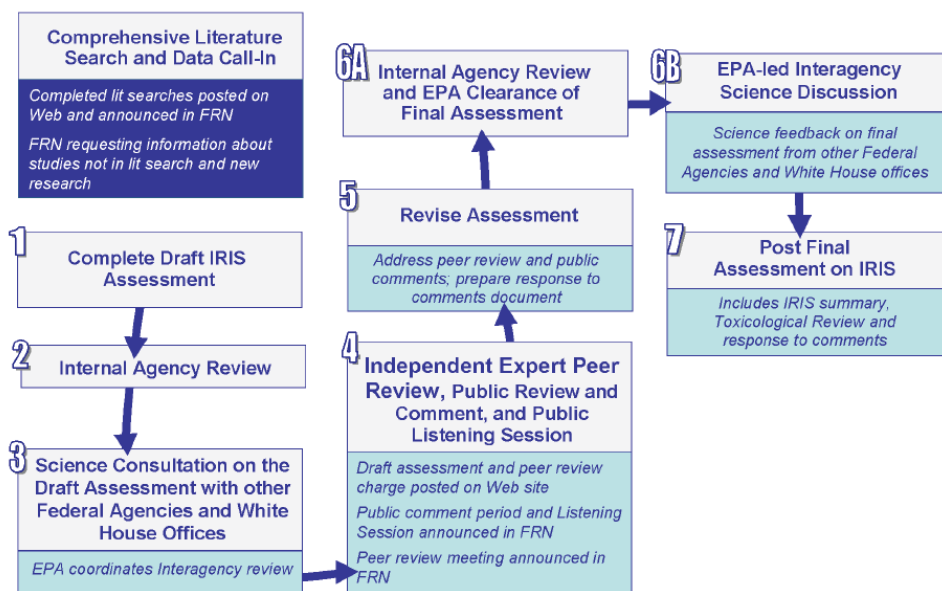 Comprehensive Literature
Search and Data Call-In
Completed lit searches posted on
Web and announced in FRN
FRN requesting information about
studies not in lit search and new
research
1
Complete Draft IRIS
Assessment
2
Internal Agency Review
3
Science Consultation on the
Draft Assessment with other
Federal Agencies and White
House Offices
EPA coordinates Interagency review
4
Independent Expert Peer
Review, Public Review and
Comment, and Public
Listening Session
Draft assessment and peer review
charge posted on Web site
Public comment period and Listening
Session announced in FRN
Peer review meeting announced in
FRN
5
Revise Assessment
Address peer review and public
comments; prepare response to
comments document
6A
Internal Agency Review
and EPA Clearance of
Final Assessment
6B
EPA-led Interagency
Science Discussion
Science feedback on final
assessment from other Federal
Agencies and White House offices
7
Post Final
Assessment on IRIS
Includes IRIS summary,
Toxicological Review and
response to comments